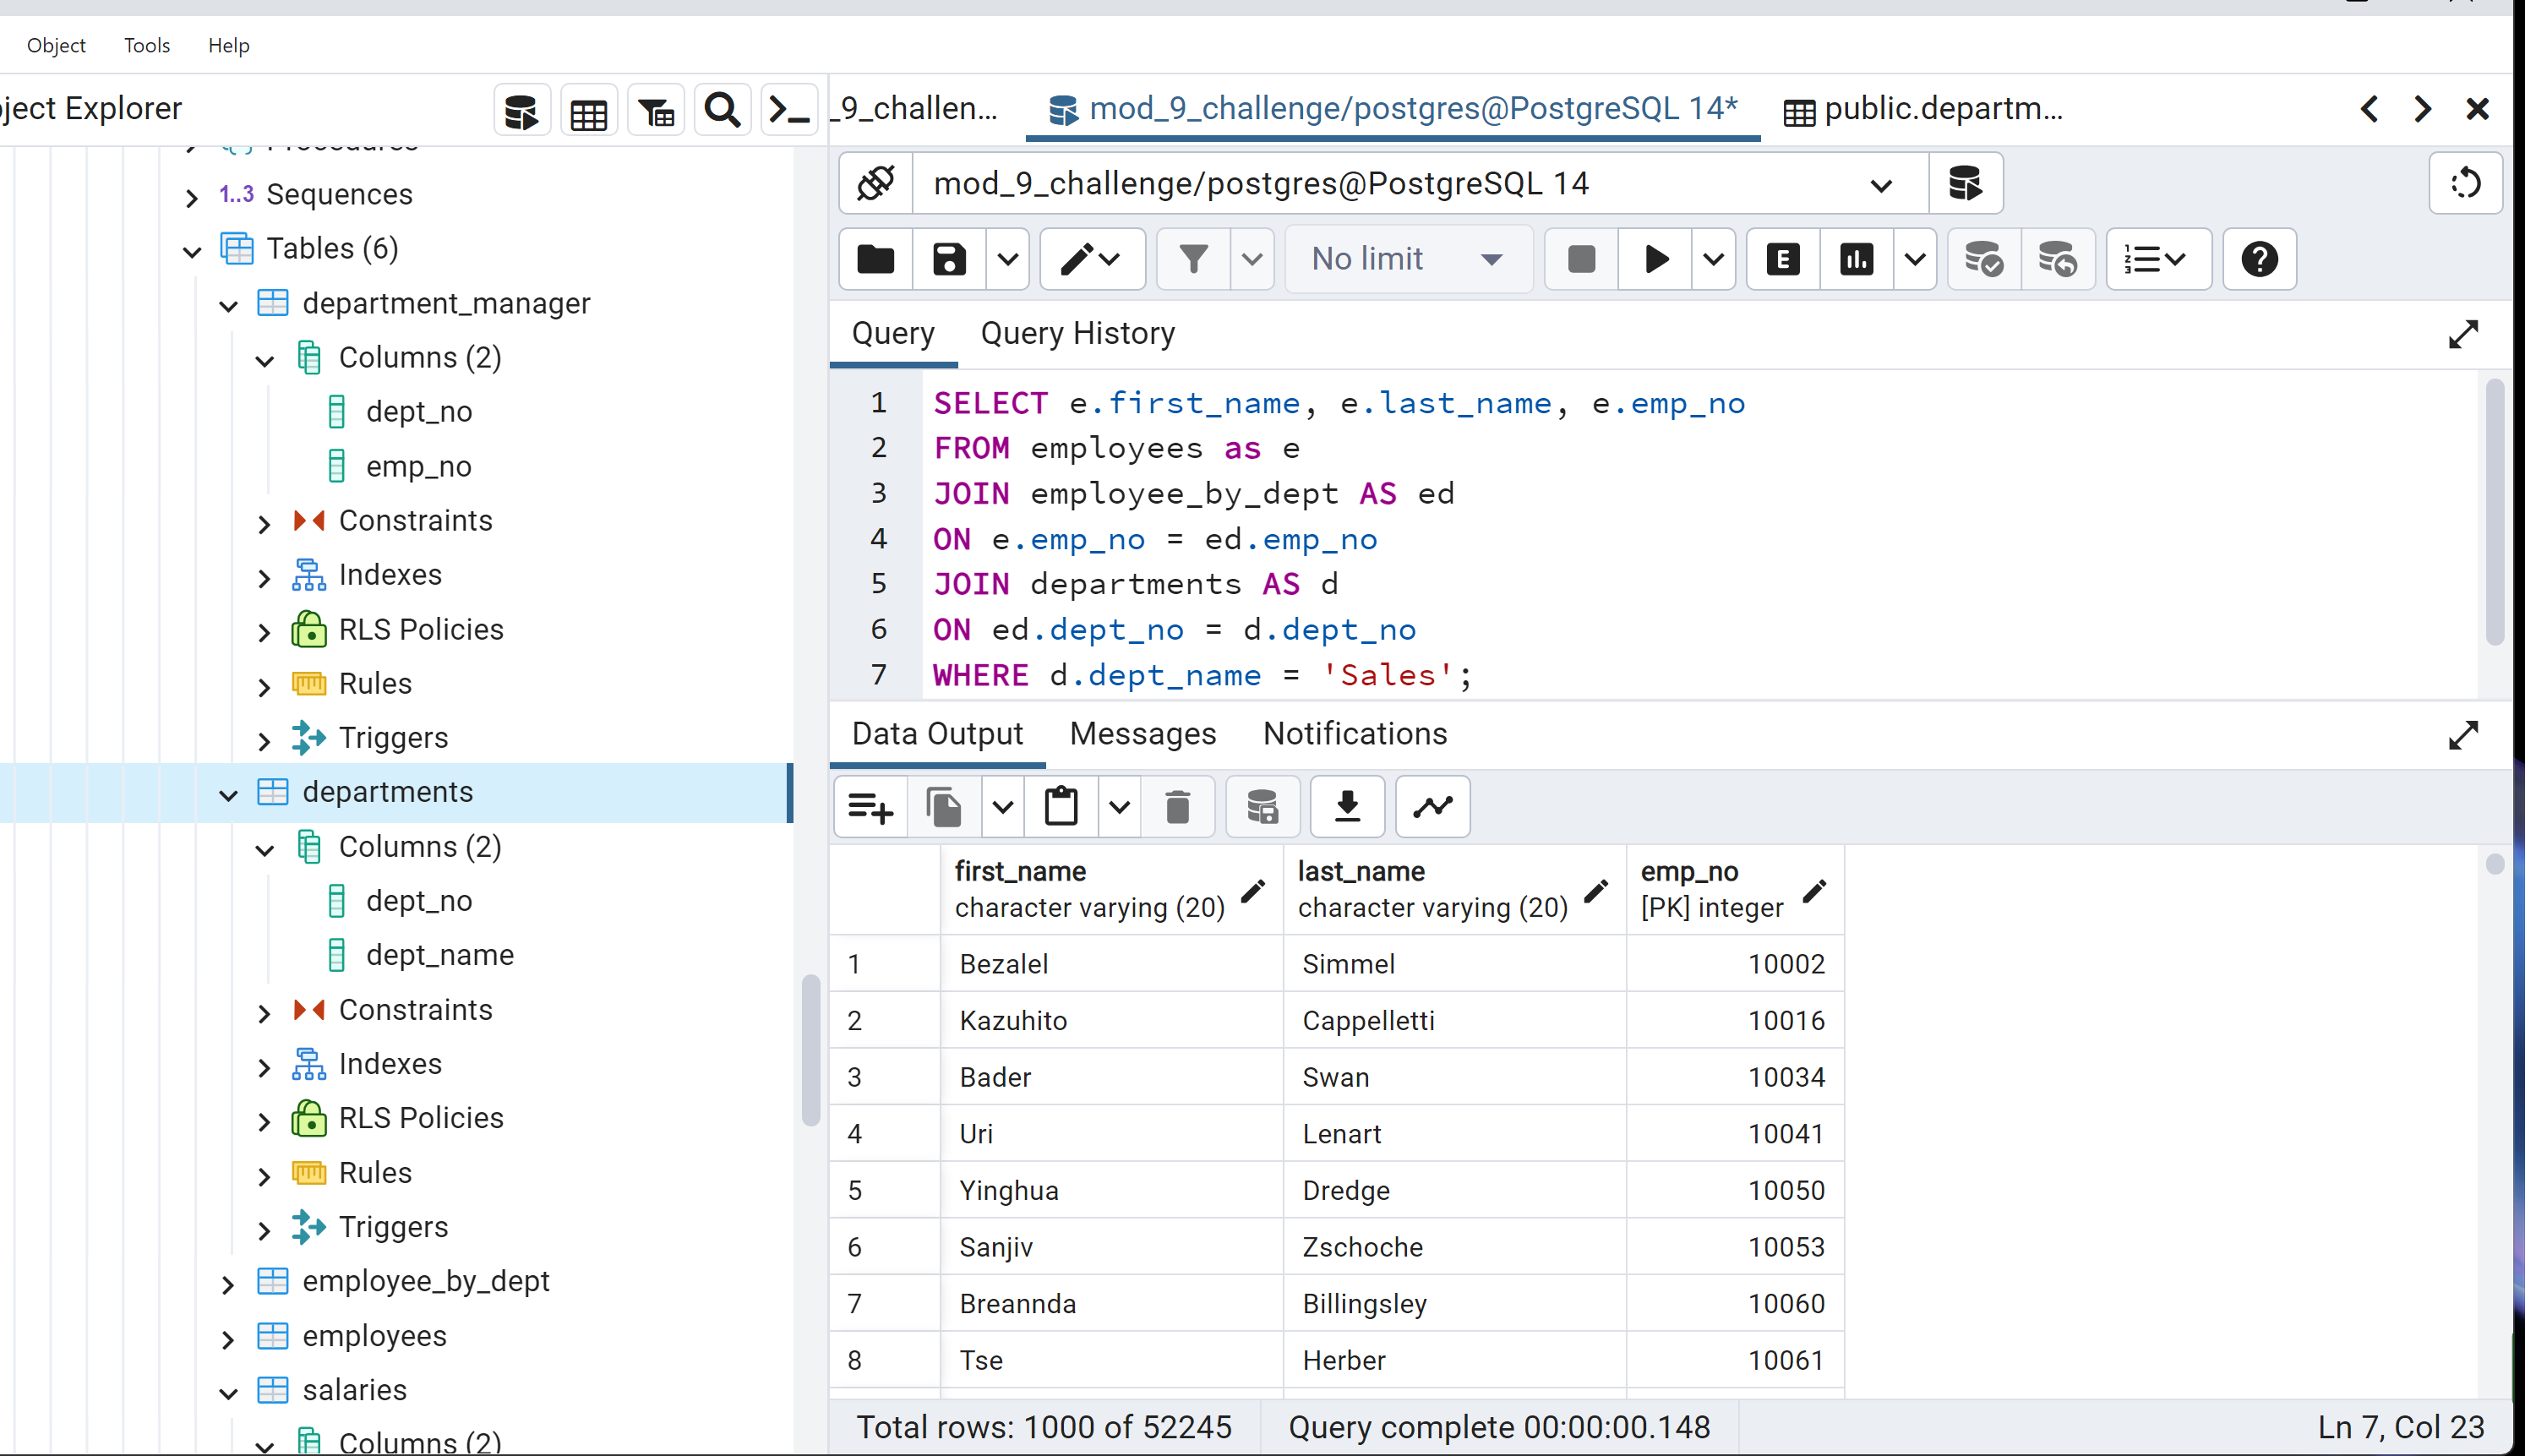 Object Tools Help
ject Explorer
Procedures
1..3 Sequences
Tables (6)
department_manager
Columns (2)
dept_no
emp_no
Constraints
Indexes
RLS Policies
Rules
Triggers
departments
Columns (2)
dept_no
dept_name
Constraints
Indexes
RLS Policies
Rules
Triggers
employee_by_dept
employees
salaries
Columns (2)
_9_challen... mod_9_challenge/postgres@PostgreSQL 14* public.departm...
mod_9_challenge/postgres@PostgreSQL 14
No limit E
Query Query History
1 SELECT e.first_name, e.last_name, e.emp_no
2 FROM employees as e
3 JOIN employee_by_dept AS ed
4 ON e.emp_no = ed.emp_no
5 JOIN departments AS d
6 ON ed.dept_no = d.dept_no
7 WHERE d.dept_name = 'Sales';
Data Output Messages Notifications
first_name last_name emp_no
character varying (20) character varying (20) [PK] integer
1 Bezalel Simmel 10002
2 Kazuhito Cappelletti 10016
3 Bader Swan 10034
4 Uri Lenart 10041
5 Yinghua Dredge 10050
6 Sanjiv Zschoche 10053
7 Breannda Billingsley 10060
8 Tse Herber 10061
Total rows: 1000 of 52245 Query complete 00:00:00.148 Ln 7, Col 23